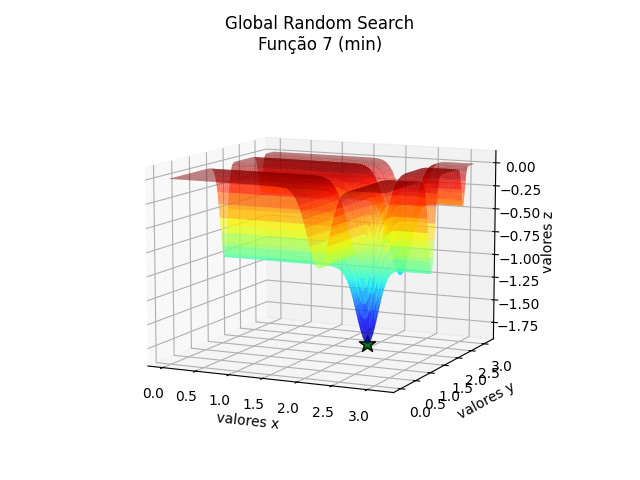 Global Random Search
Função 7 (min)
0.00
−0.25
−0.50
−0.75
−1.00
−1.25
−1.50
−1.75
valores z
0.0 0.5 1.0 1.5 2.0 2.5 3.0
valores x
0.0 0.5 1.0 1.5 2.0 2.5 3.0
valores y